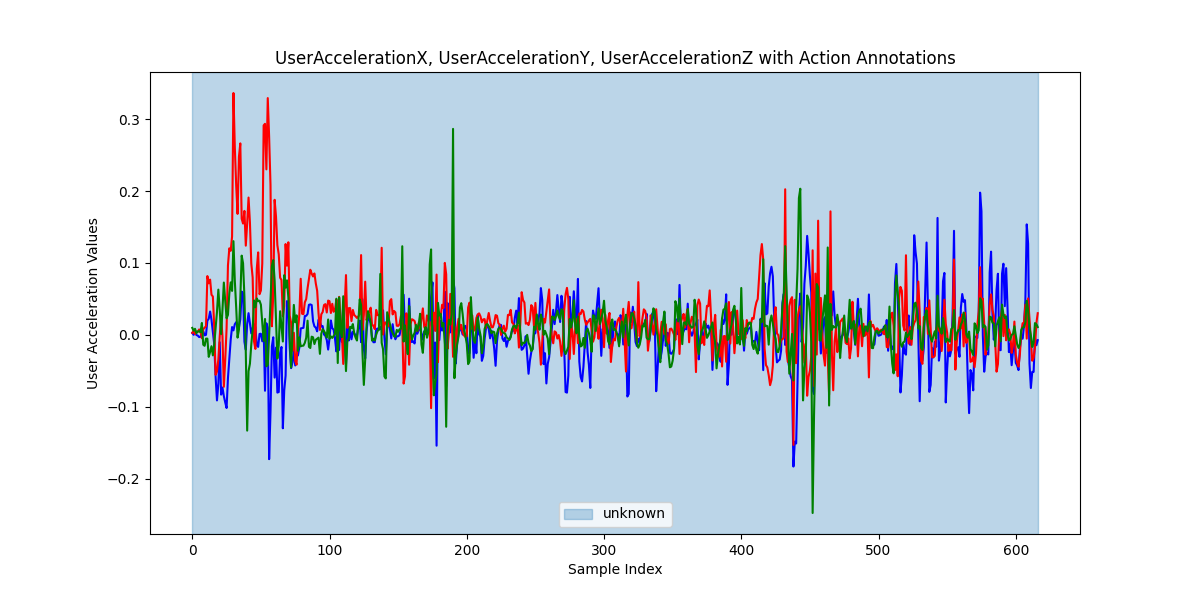 UserAccelerationX, UserAccelerationY, UserAccelerationZ with Action Annotations
User Acceleration Values
0.3
0.2
0.1
0.0
−0.1
−0.2
unknown
0 100 200 300 400 500 600
Sample Index